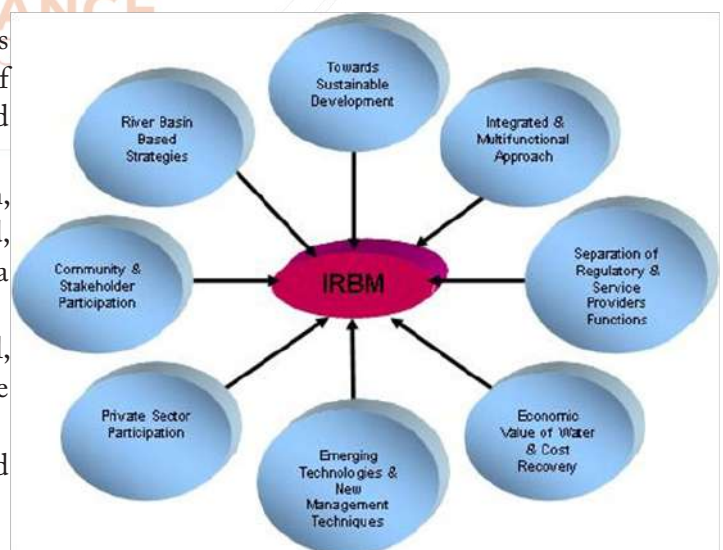 ANCE
s
f
d
Towards
Sustainable
Development
River Basin
Based
Strategies
Integrated &
Multifunctional
Approach
,
,
a
Community &
Stakeholder
Participation
IRBM
Separation of
Regulatory &
Service
Providers
Functions
,
e
Private Sector
Participation
Economic
Value of Water
& Cost
Recovery
d
Emerging
Technologies &
New
Management
Techniques